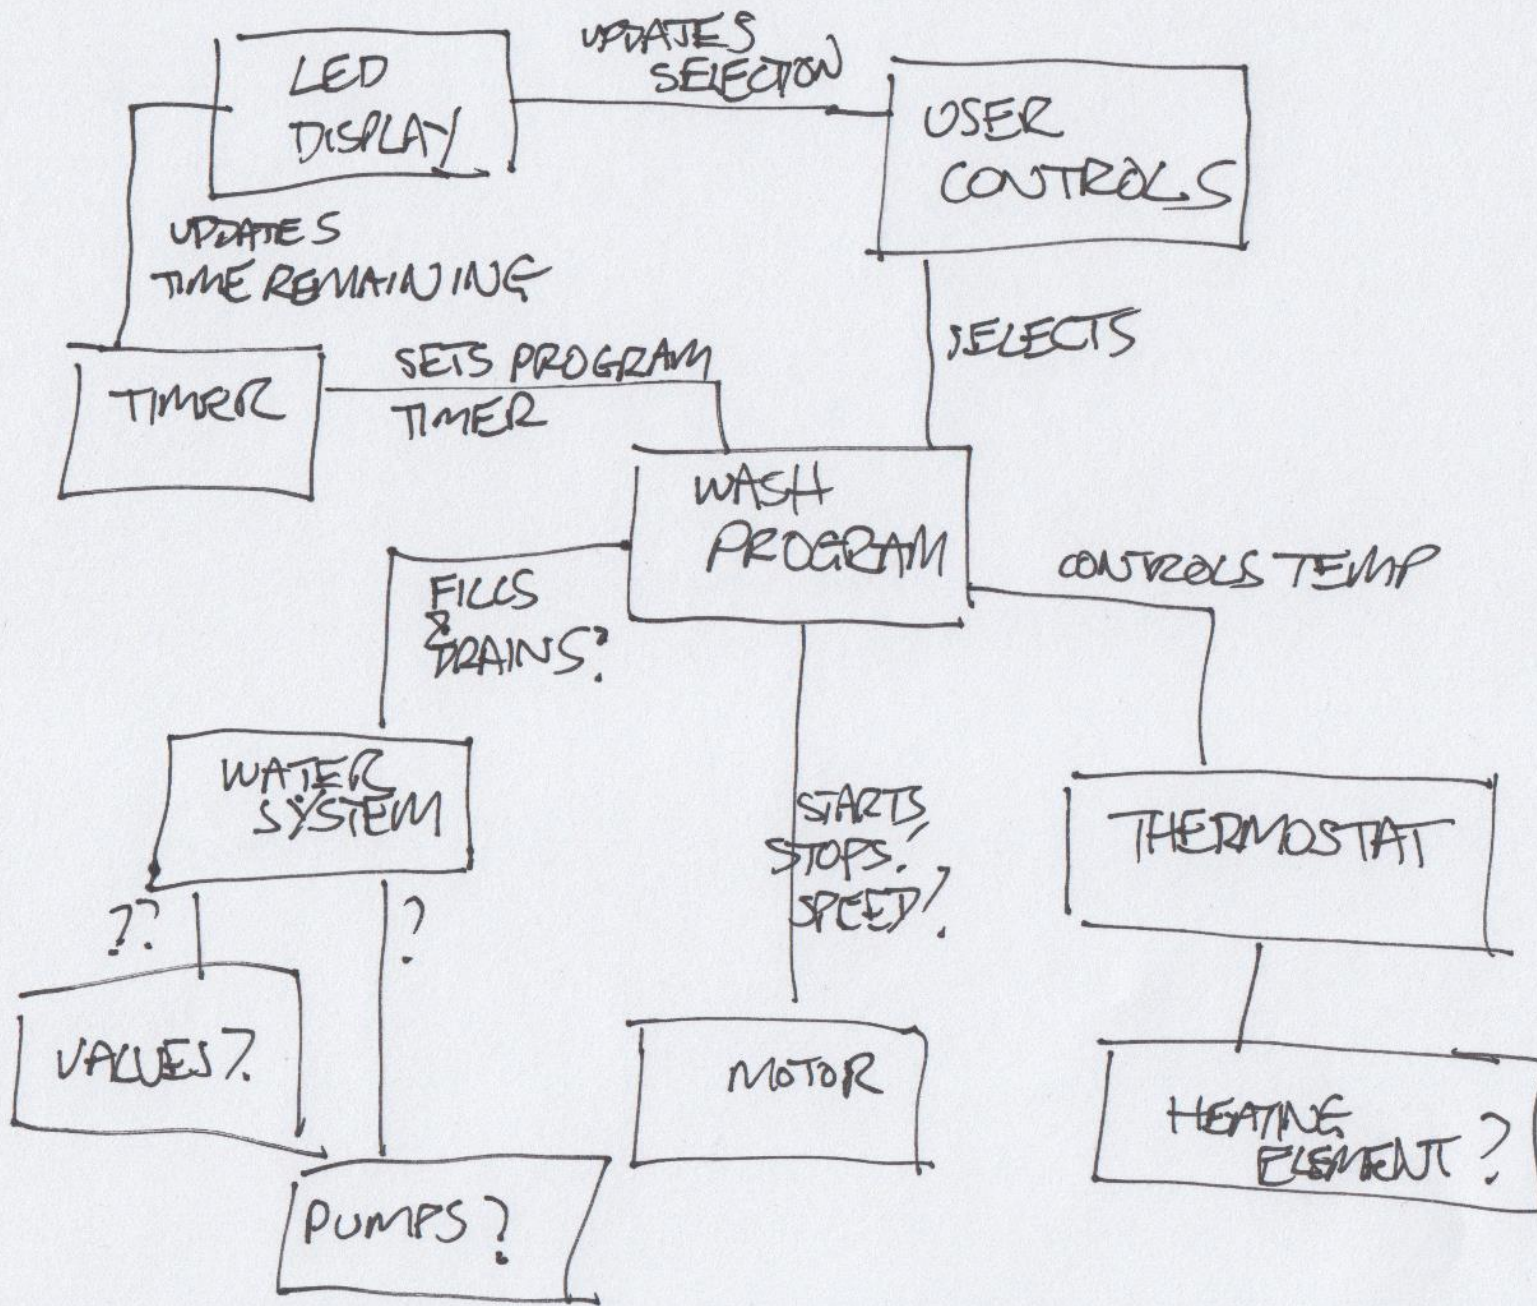 LED
DISPLAY
UPDATES
SELECTION
USER
CONTROLS
UPDATES
TIME REMAINING
SELECTS
TIMER
SETS PROGRAM
TIMER
WASH
PROGRAM
FILLS
&
DRAINS?
CONTROLS TEMP
WATER
SYSTEM
STARTS,
STOPS,
SPEED?
THERMOSTAT
??
?
VALVES?
MOTOR
HEATING
ELEMENT?
PUMPS?